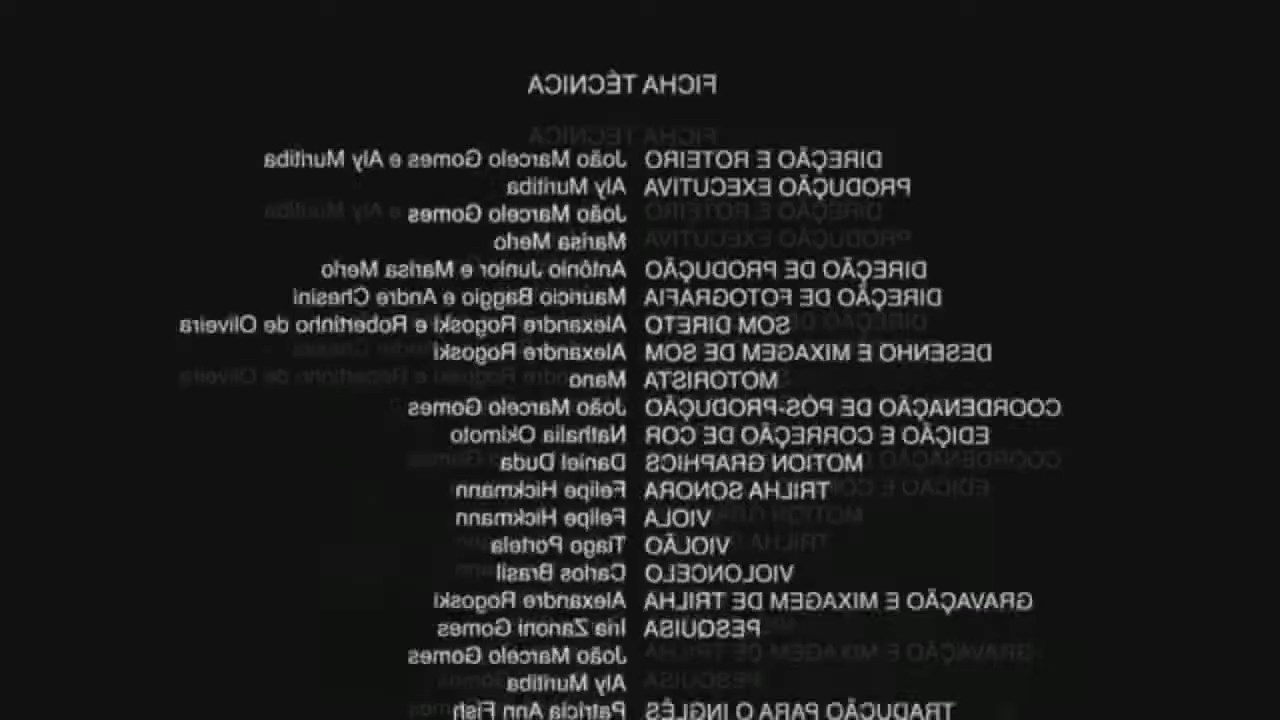 FICHA TÉCNICA
DIREÇÃO E ROTEIRO João Marcelo Gomes e Aly Muritiba
PRODUÇÃO EXECUTIVA Aly Muritiba
João Marcelo Gomes
Marisa Merlo
DIREÇÃO DE PRODUÇÃO Antônio Junior e Marisa Merlo
DIREÇÃO DE FOTOGRAFIA Mauricio Baggio e Andre Chesini
SOM DIRETO Alexandre Rogoski e Robertinho de Oliveira
DESENHO E MIXAGEM DE SOM Alexandre Rogoski
MOTORISTA Mano
COORDENAÇÃO DE PÓS-PRODUÇÃO João Marcelo Gomes
EDIÇÃO E CORREÇÃO DE COR Nathalia Okimoto
MOTION GRAPHICS Daniel Duda
TRILHA SONORA Felipe Hickmann
VIOLA Felipe Hickmann
VIOLÃO Tiago Portela
VIOLONCELO Carlos Brasil
GRAVAÇÃO E MIXAGEM DE TRILHA Alexandre Rogoski
PESQUISA Iria Zanoni Gomes
João Marcelo Gomes
Aly Muritiba
TRADUÇÃO PARA O INGLÊS Patricia Ann Fish